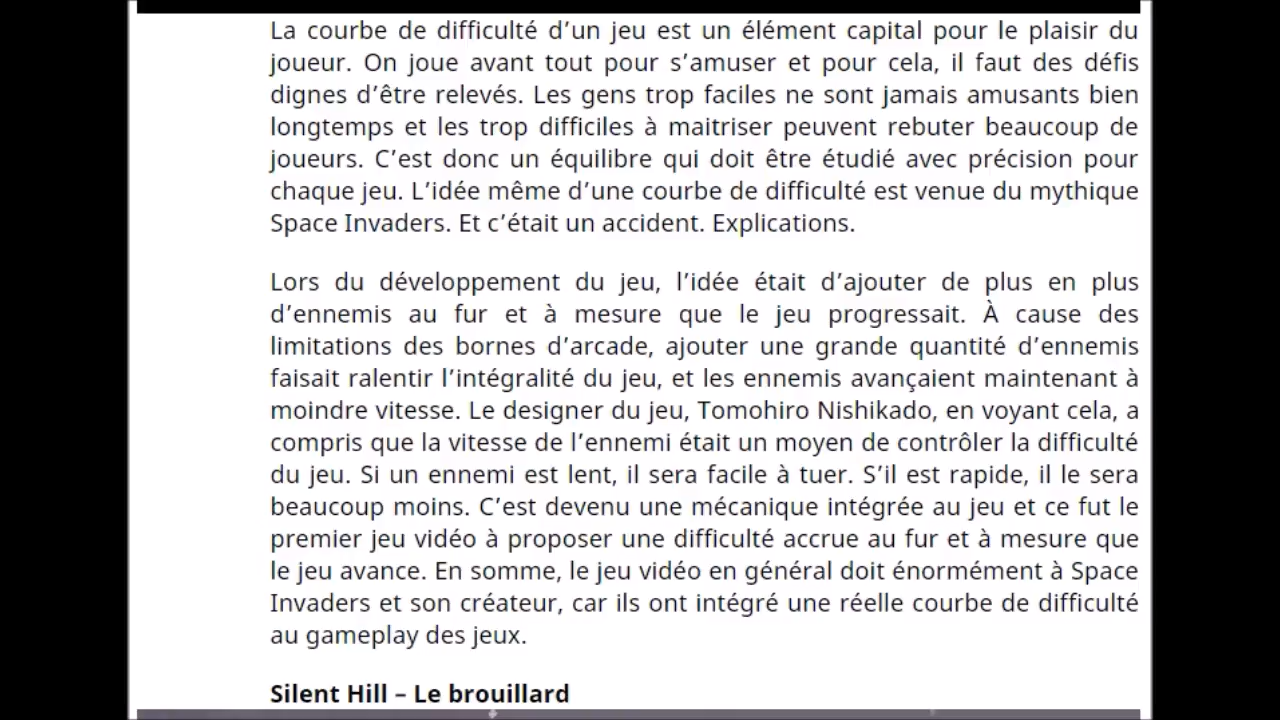 La courbe de difficulté d’un jeu est un élément capital pour le plaisir du
joueur. On joue avant tout pour s’amuser et pour cela, il faut des défis
dignes d’être relevés. Les gens trop faciles ne sont jamais amusants bien
longtemps et les trop difficiles à maitriser peuvent rebuter beaucoup de
joueurs. C’est donc un équilibre qui doit être étudié avec précision pour
chaque jeu. L’idée même d’une courbe de difficulté est venue du mythique
Space Invaders. Et c’était un accident. Explications.
Lors du développement du jeu, l’idée était d’ajouter de plus en plus
d’ennemis au fur et à mesure que le jeu progressait. À cause des
limitations des bornes d’arcade, ajouter une grande quantité d’ennemis
faisait ralentir l’intégralité du jeu, et les ennemis avançaient maintenant à
moindre vitesse. Le designer du jeu, Tomohiro Nishikado, en voyant cela, a
compris que la vitesse de l’ennemi était un moyen de contrôler la difficulté
du jeu. Si un ennemi est lent, il sera facile à tuer. S’il est rapide, il le sera
beaucoup moins. C’est devenu une mécanique intégrée au jeu et ce fut le
premier jeu vidéo à proposer une difficulté accrue au fur et à mesure que
le jeu avance. En somme, le jeu vidéo en général doit énormément à Space
Invaders et son créateur, car ils ont intégré une réelle courbe de difficulté
au gameplay des jeux.
Silent Hill – Le brouillard